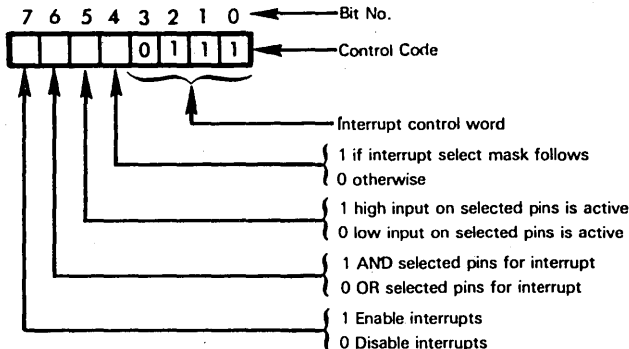 7 6 5 4 3 2 1 0 Bit No.
0 1 1 1 Control Code
Interrupt control word
1 if interrupt select mask follows
0 otherwise
1 high input on selected pins is active
0 low input on selected pins is active
1 AND selected pins for interrupt
0 OR selected pins for interrupt
1 Enable interrupts
0 Disable interrupts